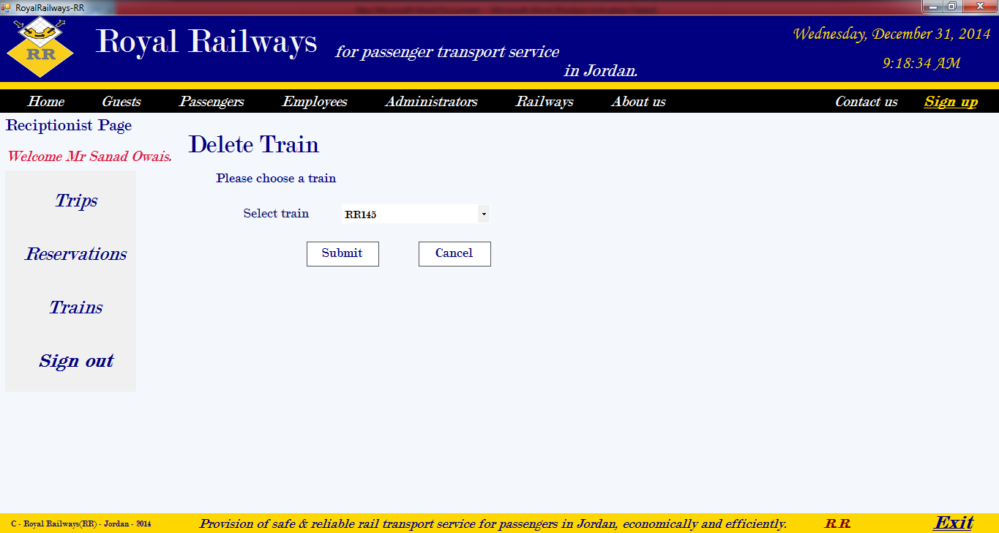 RoyalRailways-RR
RR
Royal Railways
for passenger transport service
in Jordan.
Wednesday, December 31, 2014
9:18:34 AM
Home Guests Passengers Employees Administrators Railways About us Contact us Sign up
Reciptionist Page
Welcome Mr Sanad Owais.
Trips
Reservations
Trains
Sign out
Delete Train
Please choose a train
Select train RR145
Submit Cancel
C - Royal Railways(RR) - Jordan - 2014 Provision of safe & reliable rail transport service for passengers in Jordan, economically and efficiently. R.R Exit